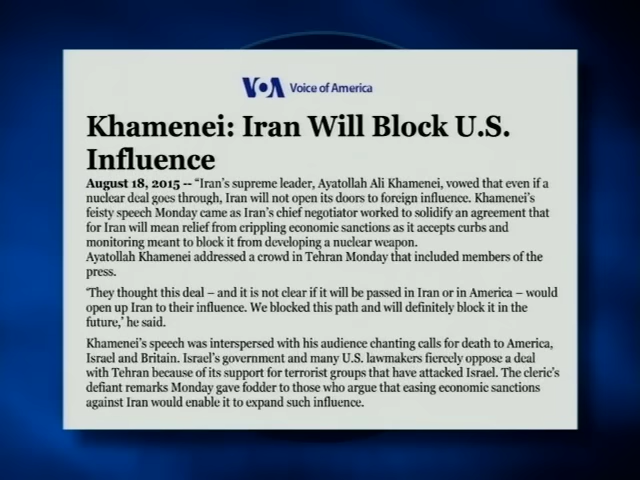 VOA Voice of America
Khamenei: Iran Will Block U.S.
Influence
August 18, 2015 -- “Iran’s supreme leader, Ayatollah Ali Khamenei, vowed that even if a
nuclear deal goes through, Iran will not open its doors to foreign influence. Khamenei’s
feisty speech Monday came as Iran’s chief negotiator worked to solidify an agreement that
for Iran will mean relief from crippling economic sanctions as it accepts curbs and
monitoring meant to block it from developing a nuclear weapon.
Ayatollah Khamenei addressed a crowd in Tehran Monday that included members of the
press.
‘They thought this deal – and it is not clear if it will be passed in Iran or in America – would
open up Iran to their influence. We blocked this path and will definitely block it in the
future,’ he said.
Khamenei’s speech was interspersed with his audience chanting calls for death to America,
Israel and Britain. Israel’s government and many U.S. lawmakers fiercely oppose a deal
with Tehran because of its support for terrorist groups that have attacked Israel. The cleric’s
defiant remarks Monday gave fodder to those who argue that easing economic sanctions
against Iran would enable it to expand such influence.